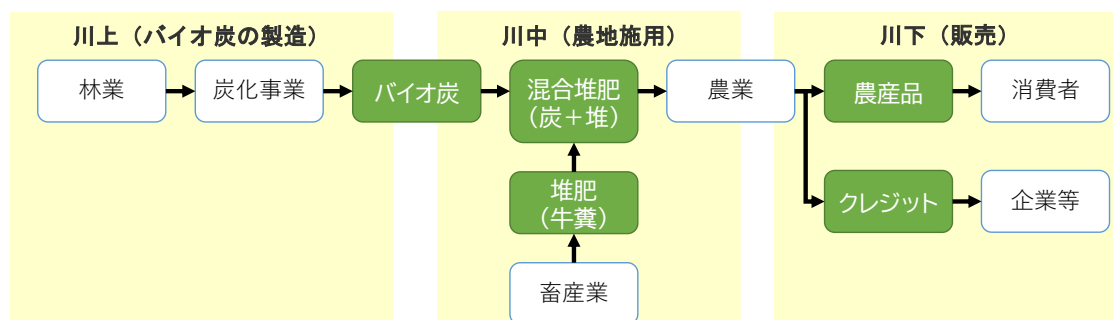 川上（バイオ炭の製造）
川中（農地施用）
川下（販売）
林業
炭化事業
バイオ炭
混合堆肥
（炭＋堆）
農業
農産品
消費者
堆肥
（牛糞）
クレジット
企業等
畜産業